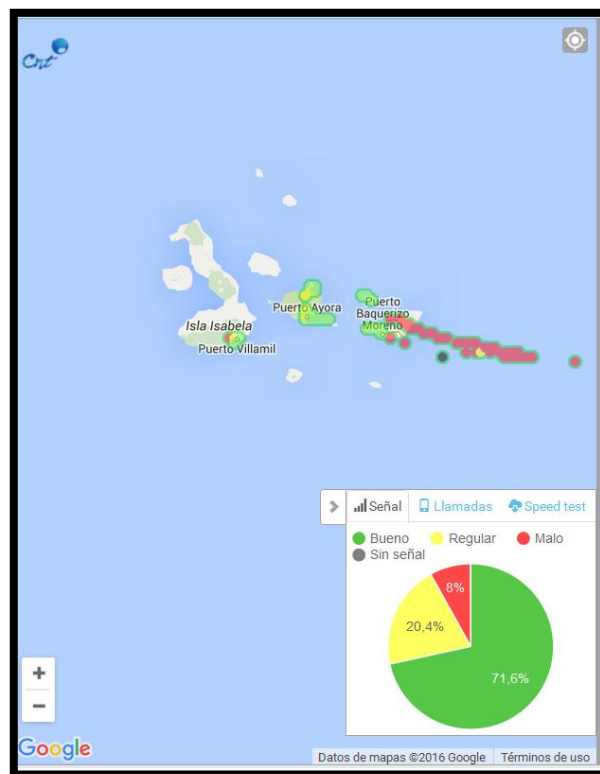 Cnt
Puerto Ayora
Puerto
Baquerizo
Moreno
Isla Isabela
Puerto Villamil
Señal
Llamadas
Speed test
Bueno
Regular
Malo
Sin señal
8%
20,4%
71,6%
+
−
Google
Datos de mapas ©2016 Google
Términos de uso